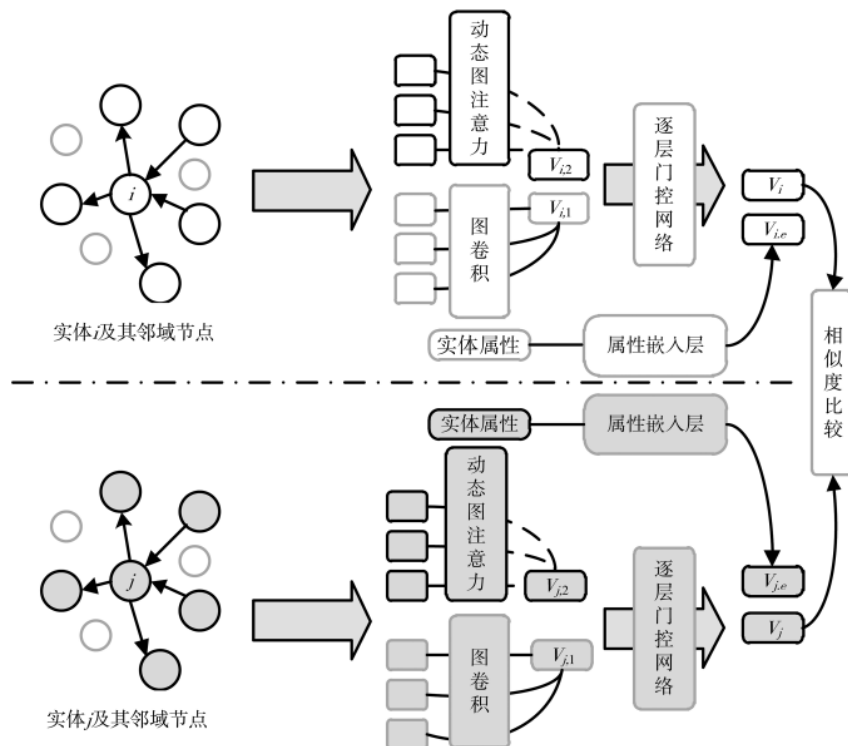 i
实体i及其邻域节点
动态图注意力
V_{i,2}
图卷积
V_{i,1}
逐层门控网络
V_i
V_{i.e}
实体属性
属性嵌入层
相似度比较
实体属性
属性嵌入层
j
实体j及其邻域节点
动态图注意力
V_{j,2}
图卷积
V_{j,1}
逐层门控网络
V_{j.e}
V_j